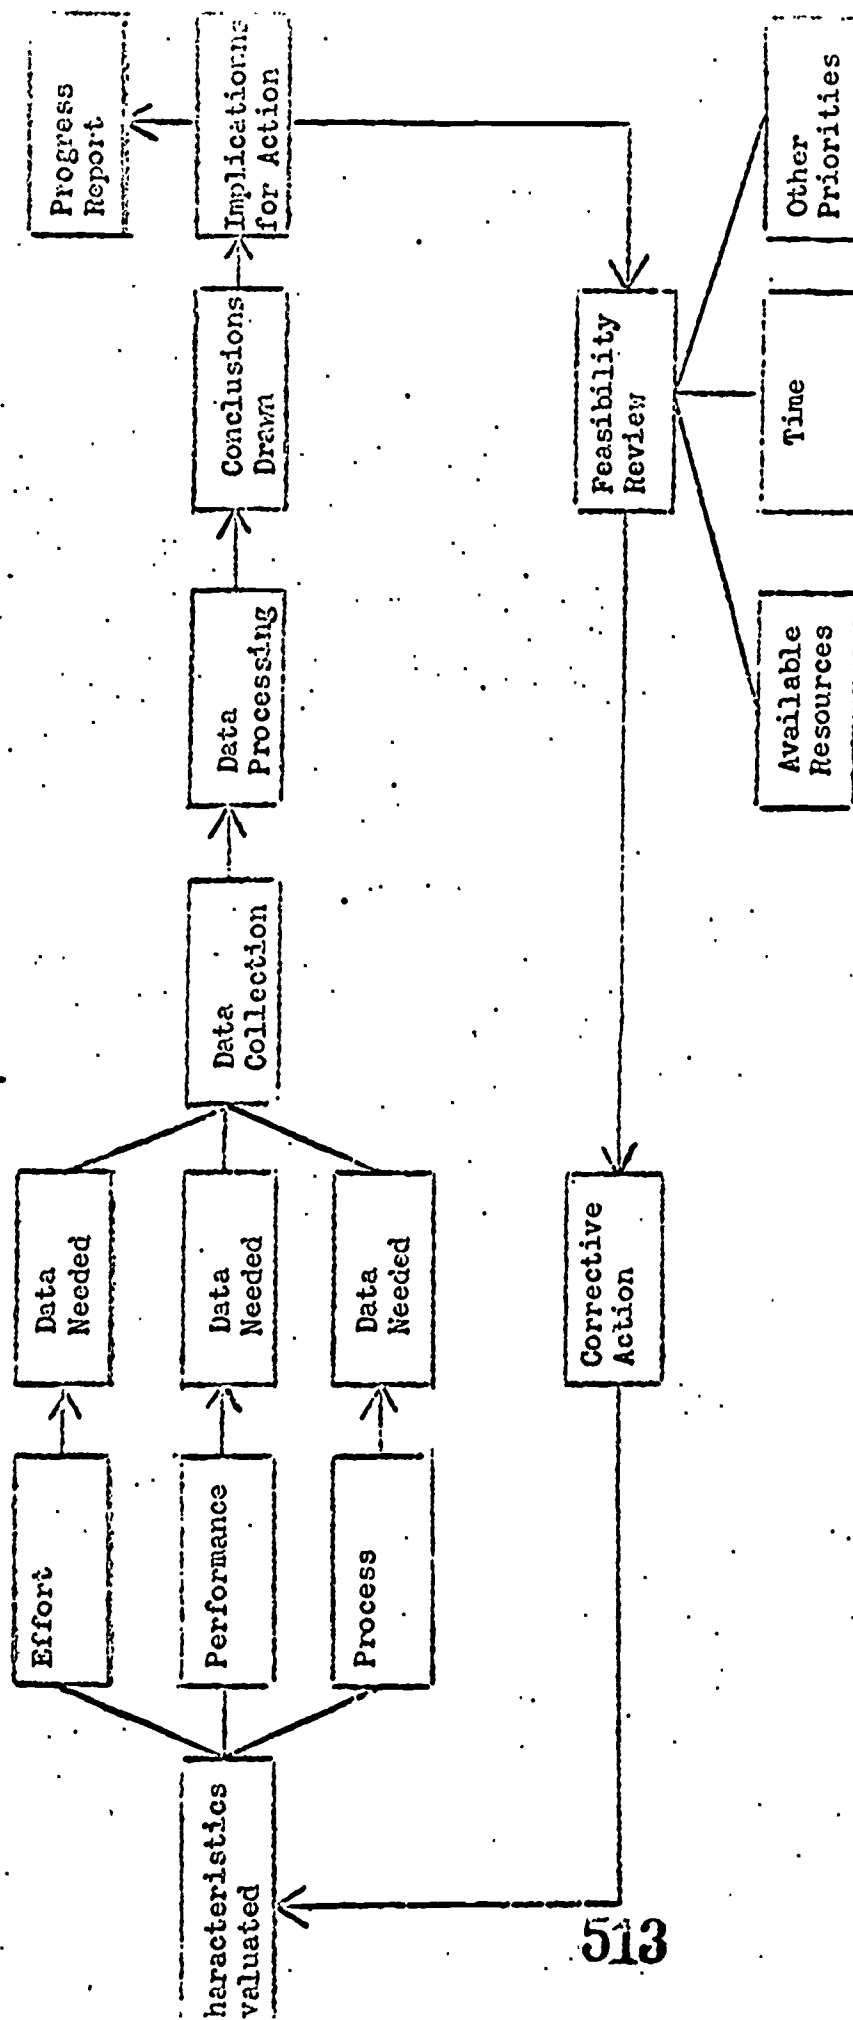 haracteristics
valuated
Effort
Performance
Process
Data
Needed
Data
Needed
Data
Needed
Data
Collection
Data
Processing
Conclusions
Drawn
Implications
for Action
Progress
Report
Feasibility
Review
Corrective
Action
Available
Resources
Time
Other
Priorities
513